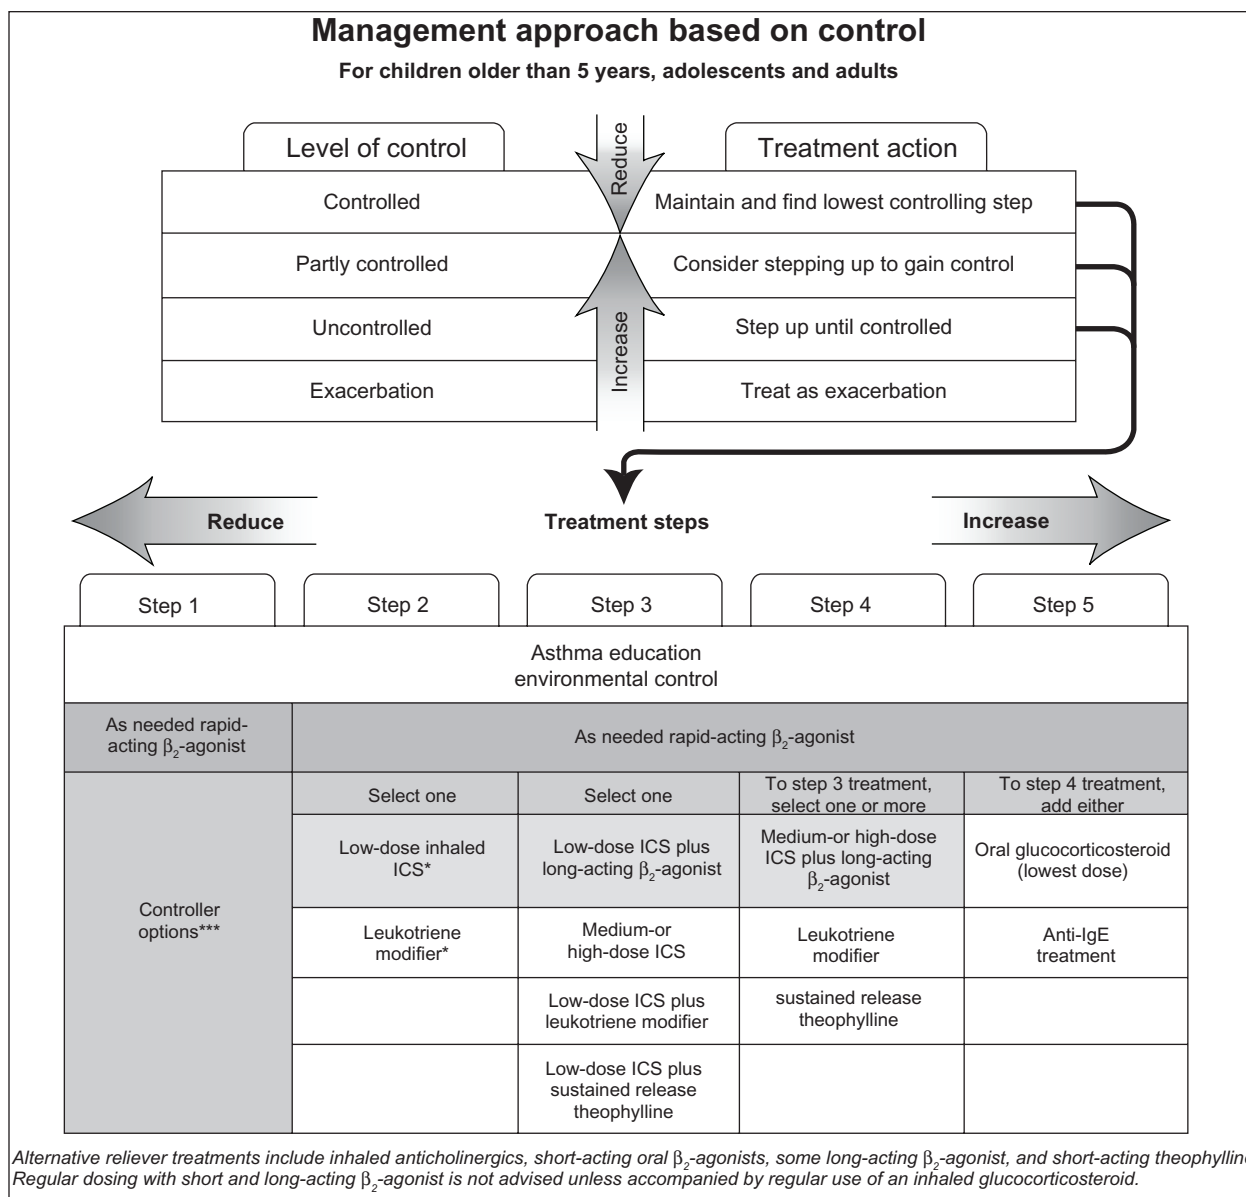 Management approach based on control
For children older than 5 years, adolescents and adults
Level of control
Reduce
Treatment action
Controlled
Maintain and find lowest controlling step
Partly controlled
Consider stepping up to gain control
Uncontrolled
Increase
Step up until controlled
Exacerbation
Treat as exacerbation
Reduce
Treatment steps
Increase
Step 1
Step 2
Step 3
Step 4
Step 5
Asthma education
environmental control
As needed rapid-
acting β₂-agonist
As needed rapid-acting β₂-agonist
Controller
options***
Select one
Select one
To step 3 treatment,
select one or more
To step 4 treatment,
add either
Low-dose inhaled
ICS*
Low-dose ICS plus
long-acting β₂-agonist
Medium-or high-dose
ICS plus long-acting
β₂-agonist
Oral glucocorticosteroid
(lowest dose)
Leukotriene
modifier*
Medium-or
high-dose ICS
Leukotriene
modifier
Anti-IgE
treatment
Low-dose ICS plus
leukotriene modifier
sustained release
theophylline
Low-dose ICS plus
sustained release
theophylline
Alternative reliever treatments include inhaled anticholinergics, short-acting oral β₂-agonists, some long-acting β₂-agonist, and short-acting theophylline
Regular dosing with short and long-acting β₂-agonist is not advised unless accompanied by regular use of an inhaled glucocorticosteroid.